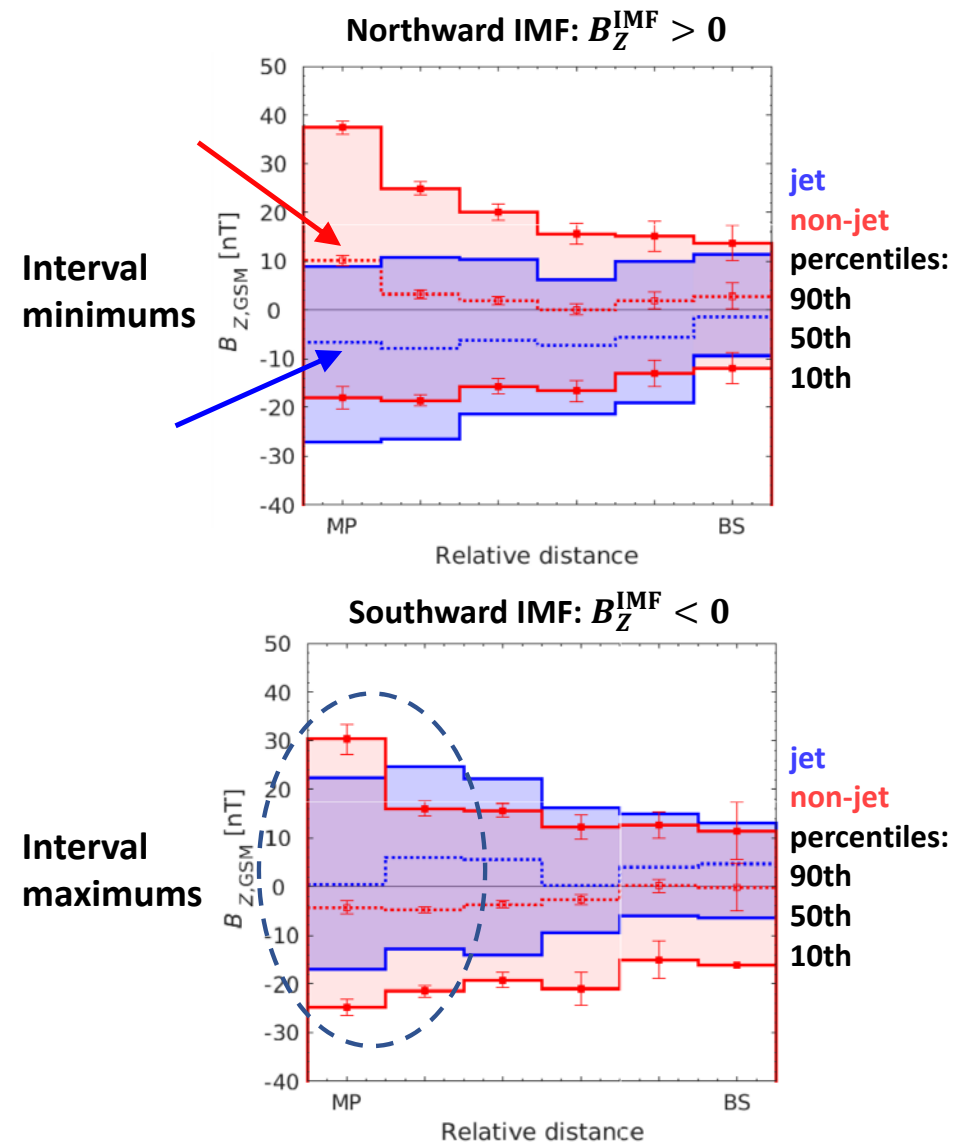 Northward IMF: B_Z^IMF > 0
50
40
30
20
10
0
-10
-20
-30
-40
B Z,GSM [nT]
MP
BS
Relative distance
Interval
minimums
jet
non-jet
percentiles:
90th
50th
10th
Southward IMF: B_Z^IMF < 0
50
40
30
20
10
0
-10
-20
-30
-40
B Z,GSM [nT]
MP
BS
Relative distance
Interval
maximums
jet
non-jet
percentiles:
90th
50th
10th